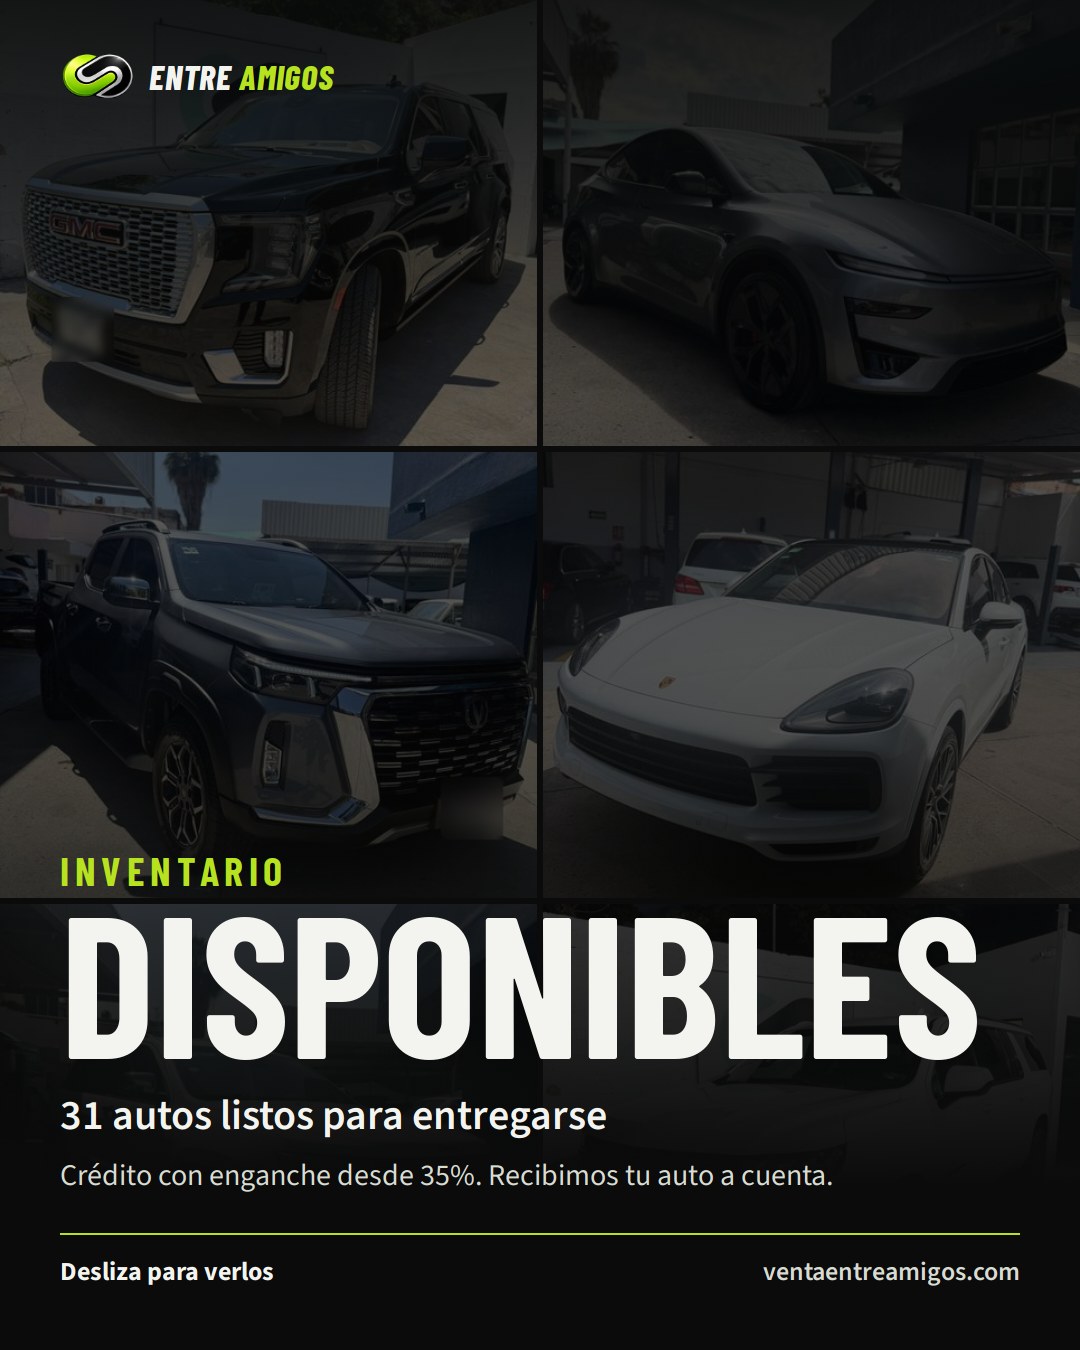 ENTRE AMIGOS
GMC
INVENTARIO
DISPONIBLES
31 autos listos para entregarse
Crédito con enganche desde 35%. Recibimos tu auto a cuenta.
Desliza para verlos
ventaentreamigos.com